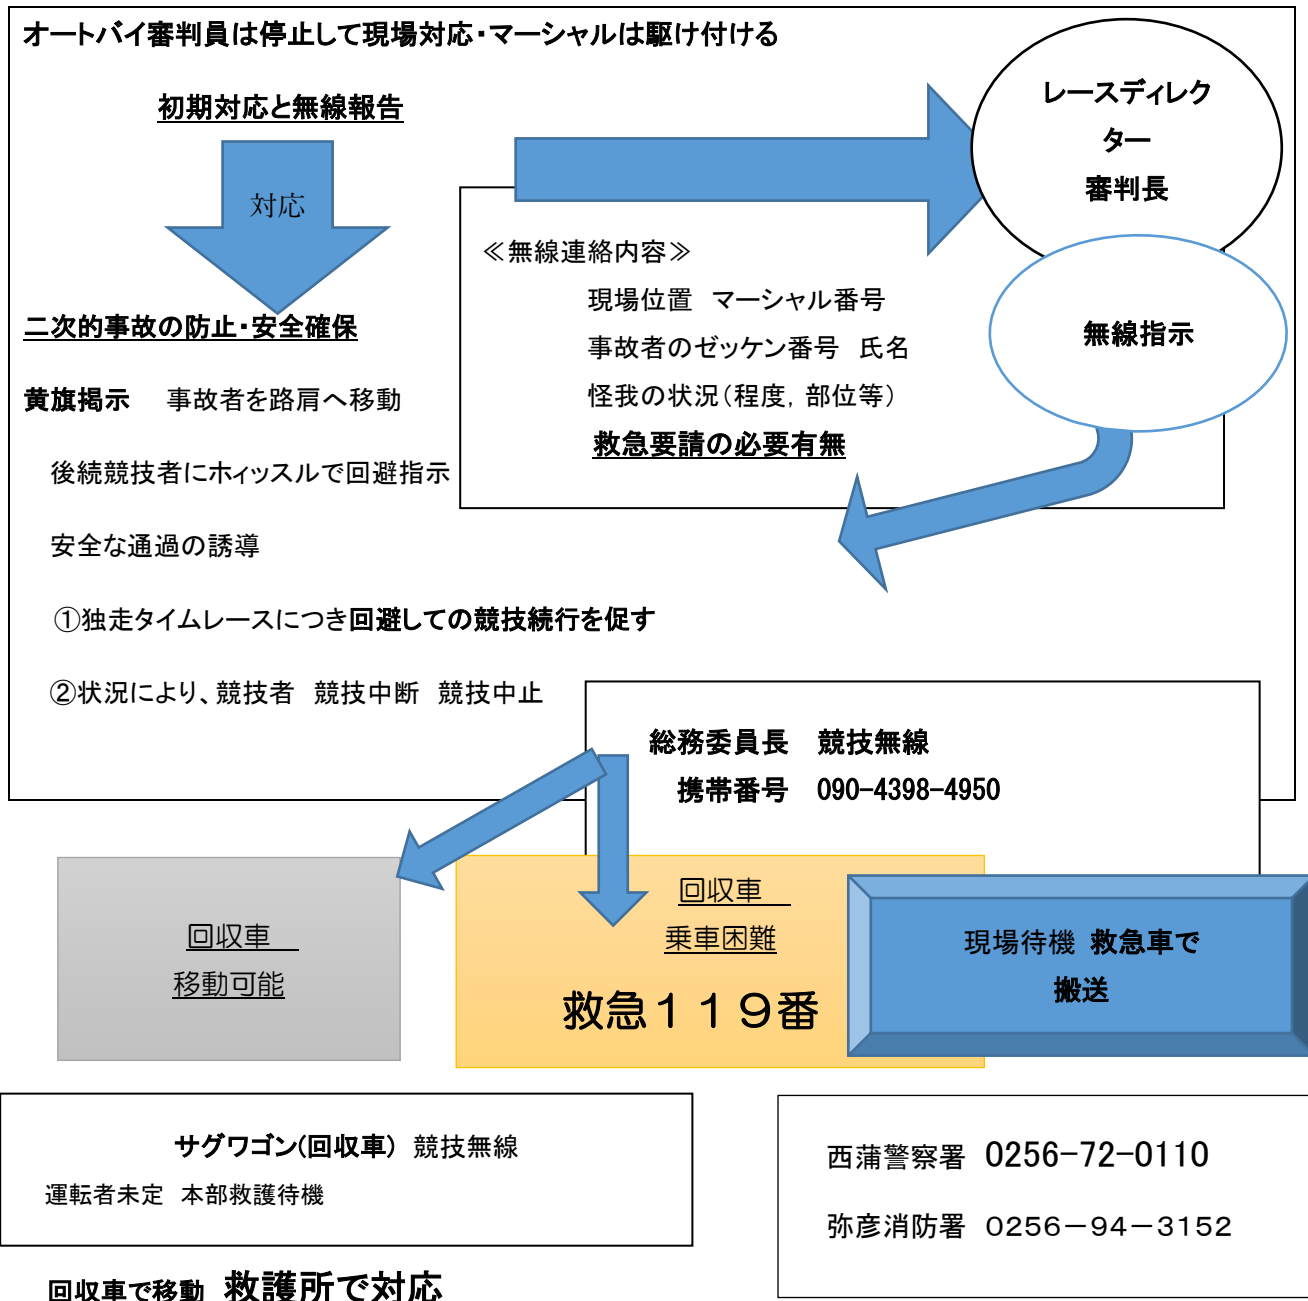 オートバイ審判員は停止して現場対応・マーシャルは駆け付ける
初期対応と無線報告
対応
レースディレク
ター
審判長
≪無線連絡内容≫
現場位置　マーシャル番号
事故者のゼッケン番号　氏名
怪我の状況（程度，部位等）
救急要請の必要有無
無線指示
二次的事故の防止・安全確保
黄旗掲示　事故者を路肩へ移動
後続競技者にホィッスルで回避指示
安全な通過の誘導
①独走タイムレースにつき回避しての競技続行を促す
②状況により、競技者　競技中断　競技中止
総務委員長　競技無線
携帯番号　090-4398-4950
回収車
移動可能
回収車
乗車困難
救急１１９番
現場待機 救急車で
搬送
サグワゴン(回収車) 競技無線
運転者未定　本部救護待機
西蒲警察署 0256-72-0110
弥彦消防署 ０２５６－９４－３１５２
回収車で移動 救護所で対応